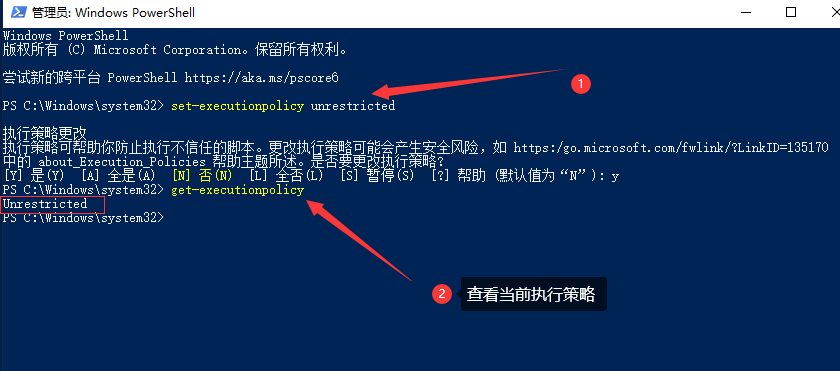 管理员: Windows PowerShell
Windows PowerShell
版权所有 (C) Microsoft Corporation。保留所有权利。
尝试新的跨平台 PowerShell https://aka.ms/pscore6
1
PS C:\Windows\system32> set-executionpolicy unrestricted
执行策略更改
执行策略可帮助你防止执行不信任的脚本。更改执行策略可能会产生安全风险，如 https:/go.microsoft.com/fwlink/?LinkID=135170
中的 about_Execution_Policies 帮助主题所述。是否要更改执行策略?
[Y] 是(Y)  [A] 全是(A)  [N] 否(N)  [L] 全否(L)  [S] 暂停(S)  [?] 帮助 (默认值为“N”): y
PS C:\Windows\system32> get-executionpolicy
Unrestricted
PS C:\Windows\system32>
2 查看当前执行策略